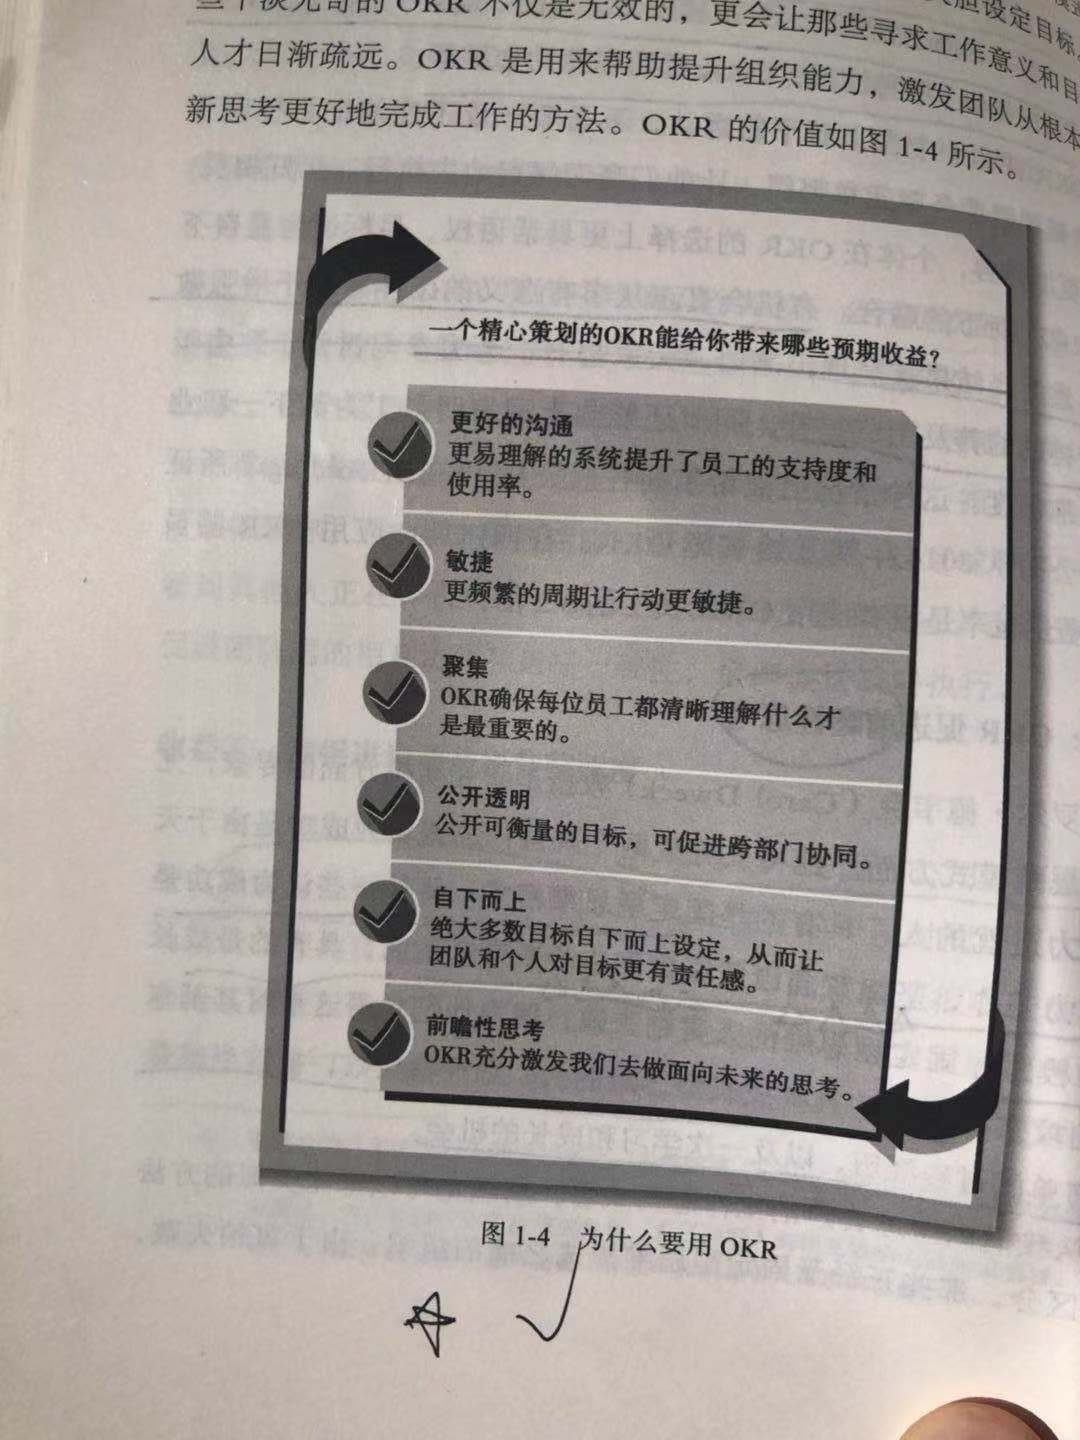 些平淡无奇的 OKR 不仅是无效的，更会让那些寻求工作意义和目
胆设定目标
人才日渐疏远。OKR 是用来帮助提升组织能力，激发团队从根本
新思考更好地完成工作的方法。OKR 的价值如图 1-4 所示。
一个精心策划的OKR能给你带来哪些预期收益？
更好的沟通
更易理解的系统提升了员工的支持度和
使用率。
敏捷
更频繁的周期让行动更敏捷。
聚集
OKR确保每位员工都清晰理解什么才
是最重要的。
公开透明
公开可衡量的目标，可促进跨部门协同。
自下而上
绝大多数目标自下而上设定，从而让
团队和个人对目标更有责任感。
前瞻性思考
OKR充分激发我们去做面向未来的思考。
图 1-4 为什么要用 OKR